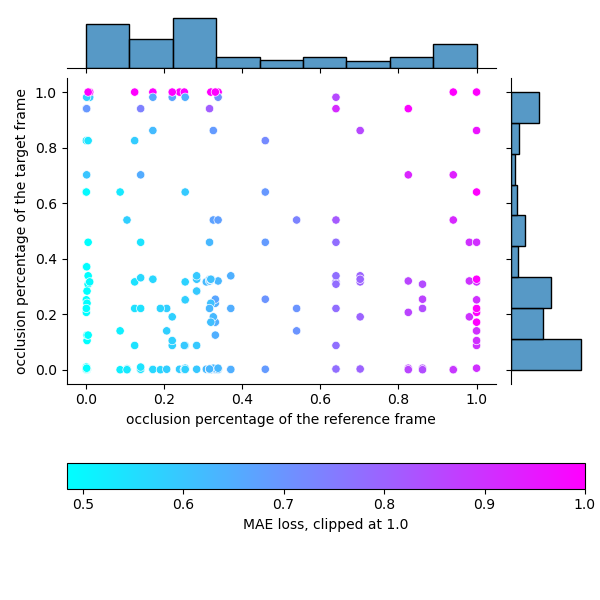 1.0
0.8
0.6
0.4
0.2
0.0
occlusion percentage of the target frame
0.0 0.2 0.4 0.6 0.8 1.0
occlusion percentage of the reference frame
0.5 0.6 0.7 0.8 0.9 1.0
MAE loss, clipped at 1.0